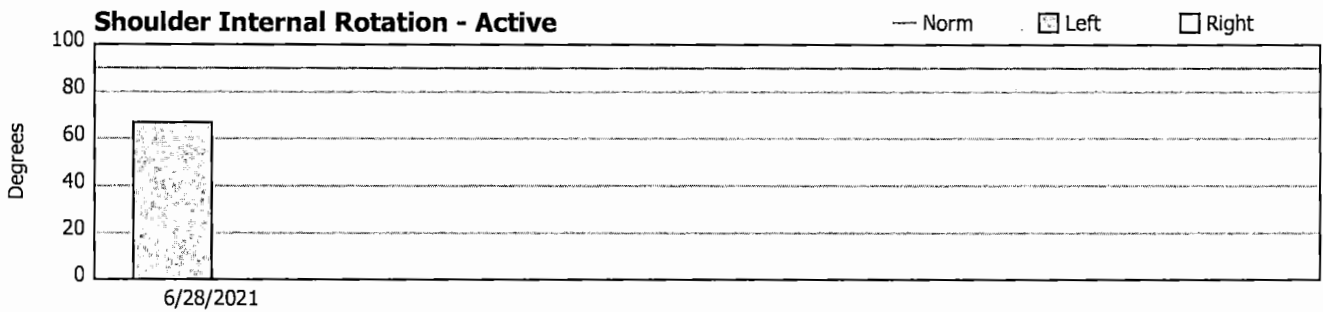 Shoulder Internal Rotation - Active
Norm
Left
Right
100
80
60
40
20
0
Degrees
6/28/2021